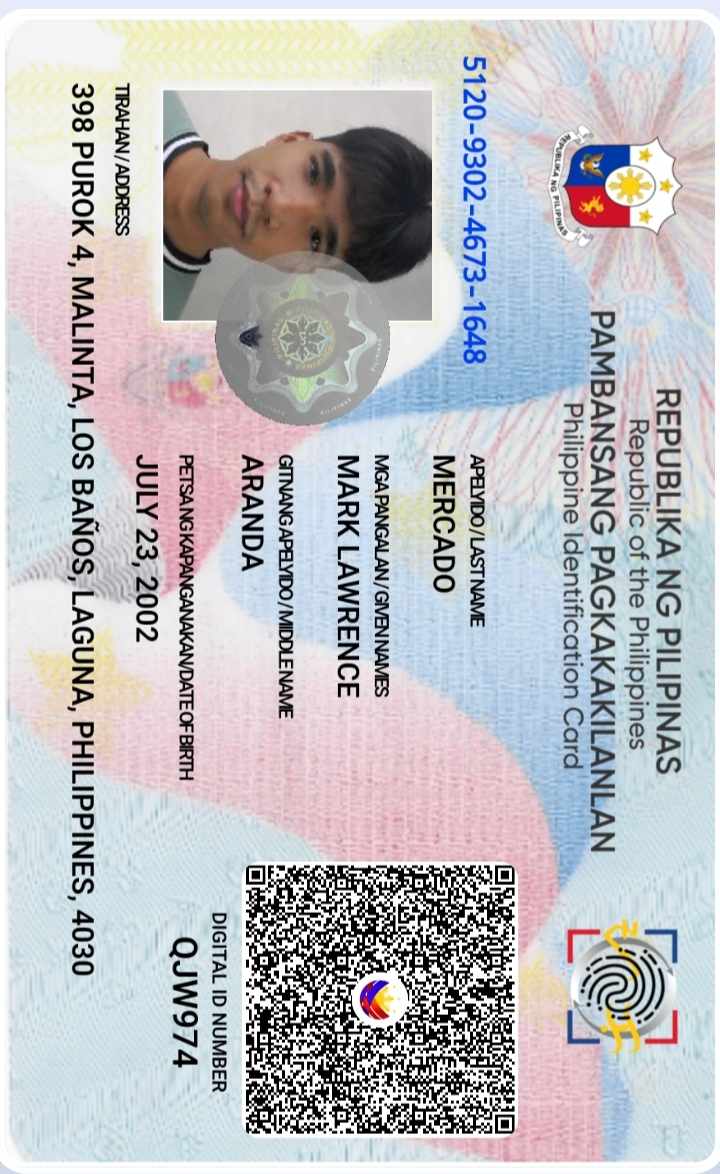 REPUBLIKA NG PILIPINAS
Republic of the Philippines
PAMBANSANG PAGKAKAKILANLAN
Philippine Identification Card
REPUBLIKA NG PILIPINAS
5120-9302-4673-1648
APELYIDO / LAST NAME
MERCADO
MGA PANGALAN / GIVEN NAMES
MARK LAWRENCE
GITNANG APELYIDO / MIDDLE NAME
ARANDA
PETSA NG KAPANGANAKAN/DATE OF BIRTH
JULY 23, 2002
DIGITAL ID NUMBER
QJW974
TIRAHAN / ADDRESS
398 PUROK 4, MALINTA, LOS BAÑOS, LAGUNA, PHILIPPINES, 4030